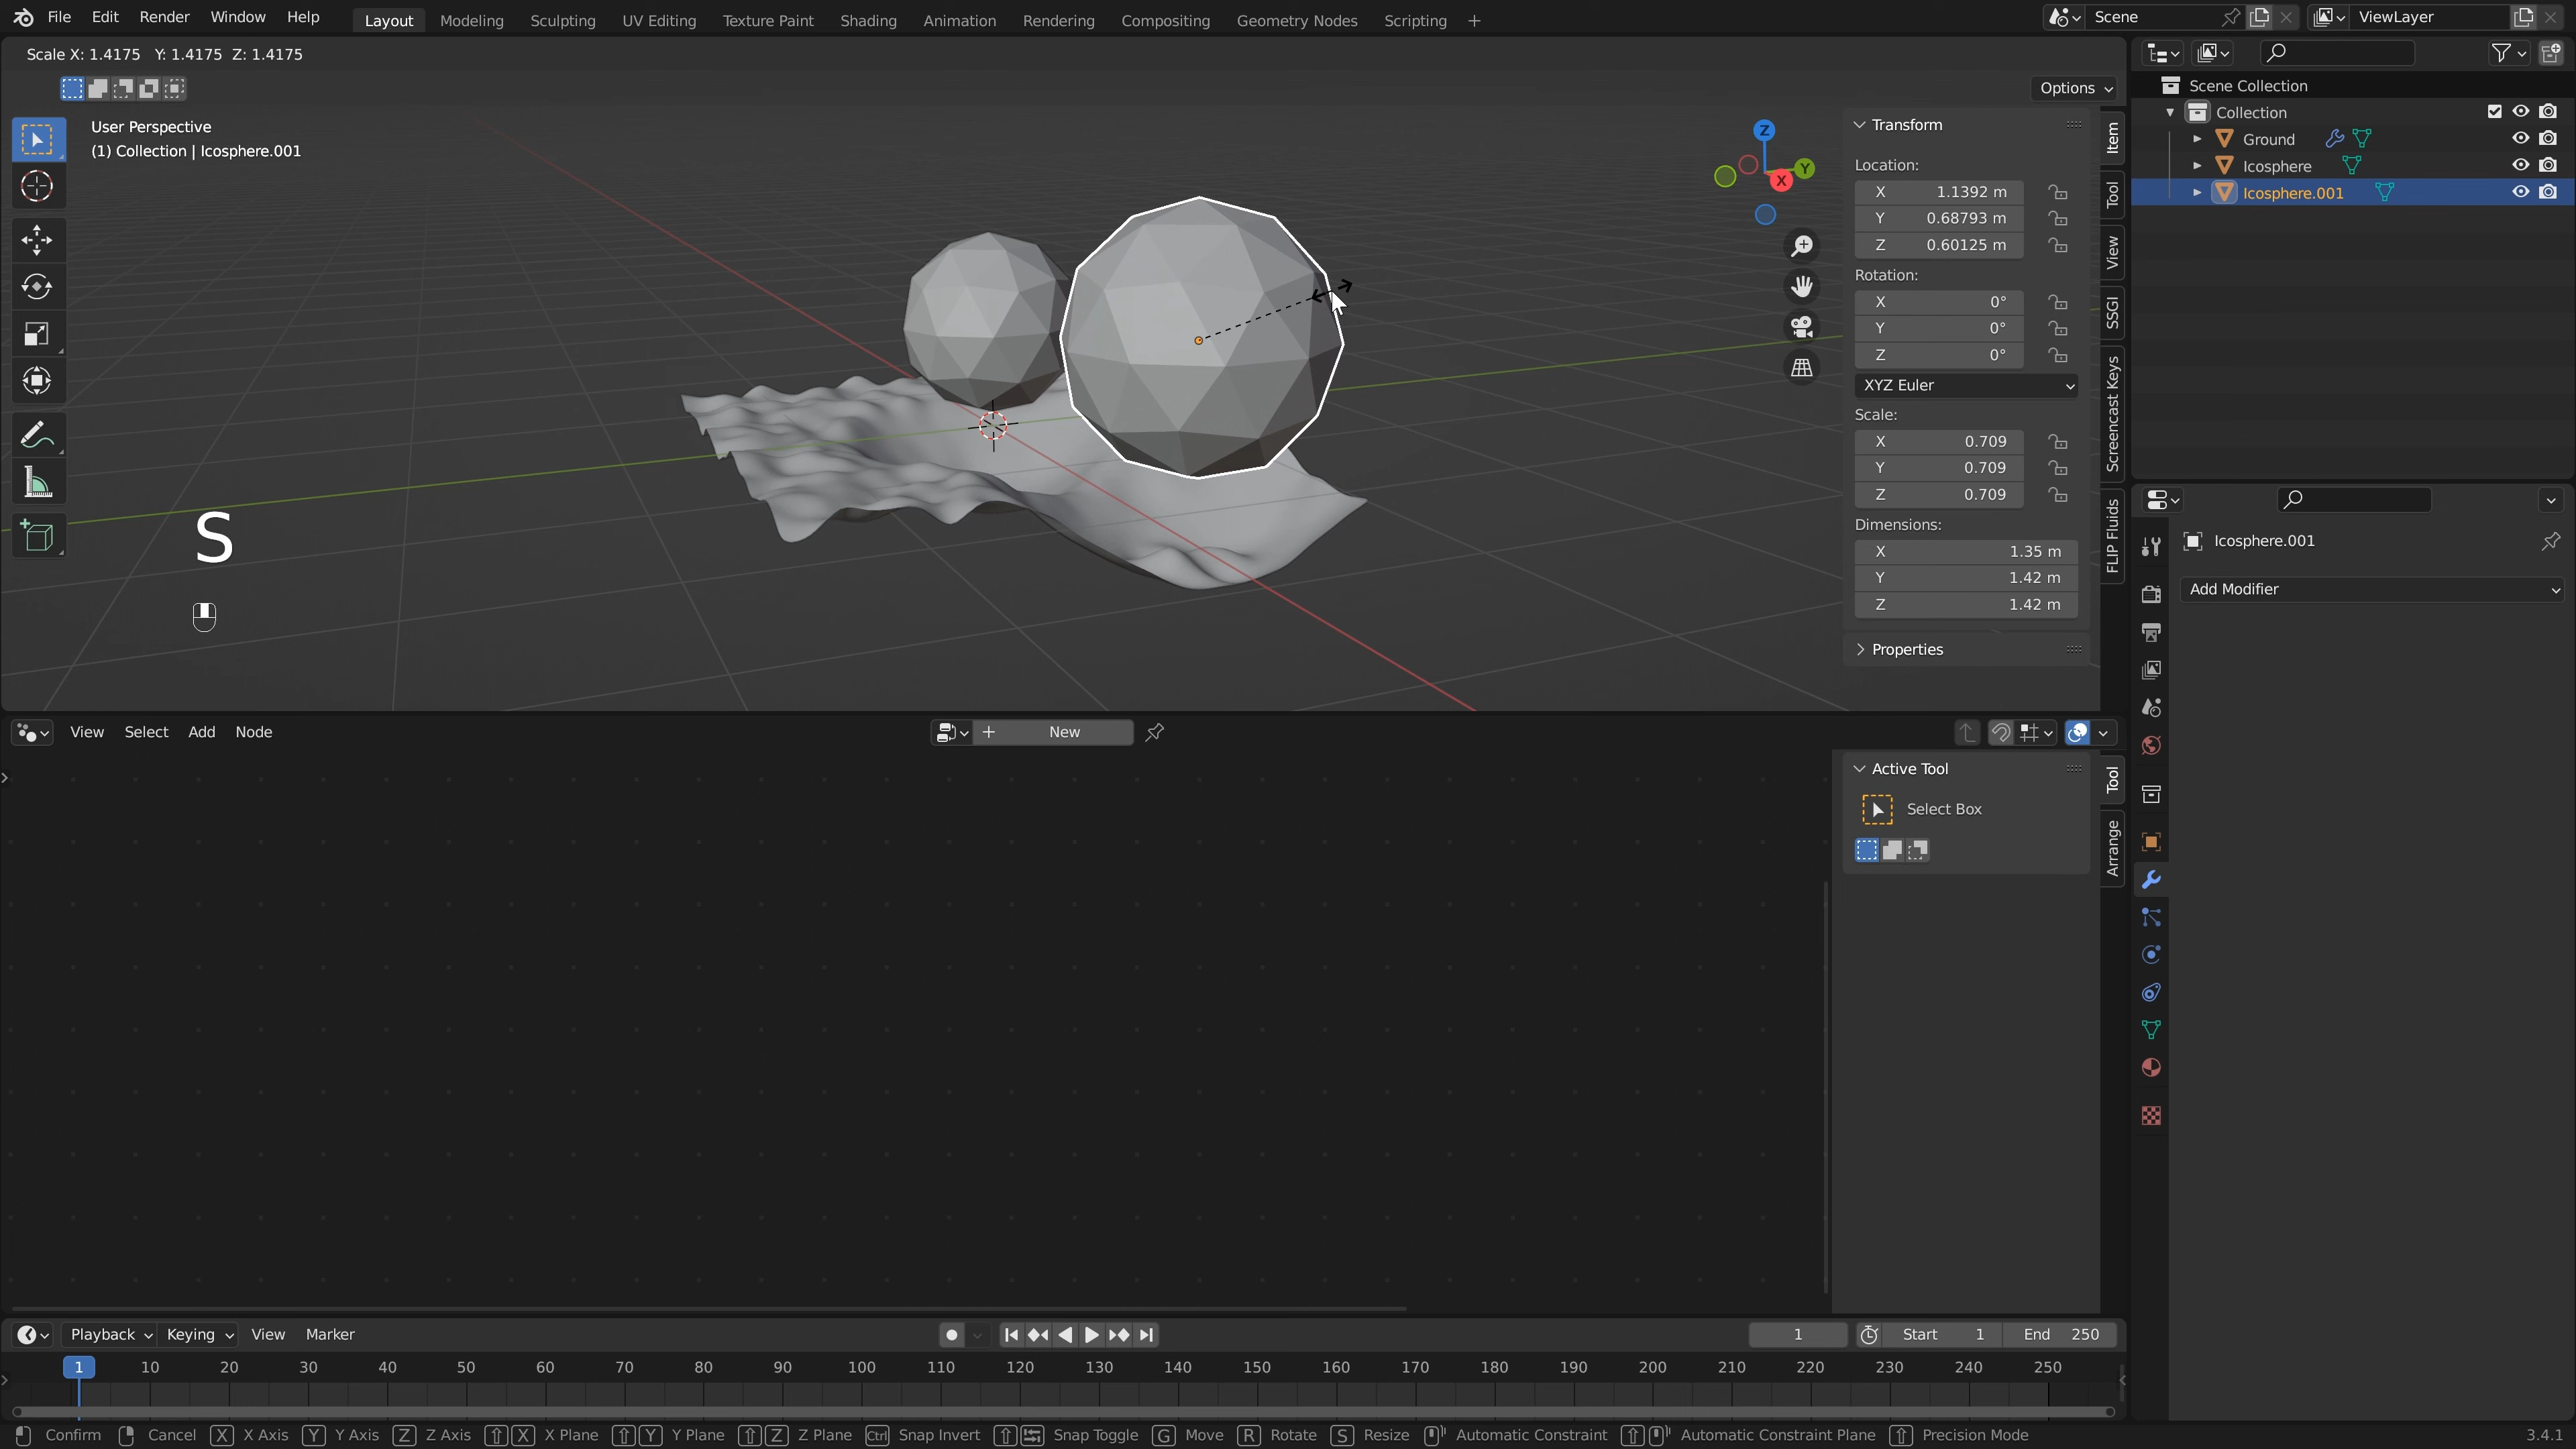 File Edit Render Window Help Layout Modeling Sculpting UV Editing Texture Paint Shading Animation Rendering Compositing Geometry Nodes Scripting + Scene ViewLayer
Scale X: 1.4175 Y: 1.4175 Z: 1.4175
Options
User Perspective
(1) Collection | Icosphere.001
Z
Y
X
S
Transform
Location:
X 1.1392 m
Y 0.68793 m
Z 0.60125 m
Rotation:
X 0°
Y 0°
Z 0°
XYZ Euler
Scale:
X 0.709
Y 0.709
Z 0.709
Dimensions:
X 1.35 m
Y 1.42 m
Z 1.42 m
Properties
Item
Tool
View
SSGI
Screencast Keys
FLIP Fluids
Scene Collection
Collection
Ground
Icosphere
Icosphere.001
Icosphere.001
Add Modifier
View Select Add Node + New
Active Tool
Select Box
Tool
Arrange
Playback Keying View Marker 1 Start 1 End 250
1 10 20 30 40 50 60 70 80 90 100 110 120 130 140 150 160 170 180 190 200 210 220 230 240 250
Confirm Cancel X X Axis Y Y Axis Z Z Axis X X Plane Y Y Plane Z Z Plane Ctrl Snap Invert Snap Toggle G Move R Rotate S Resize Automatic Constraint Automatic Constraint Plane Precision Mode 3.4.1